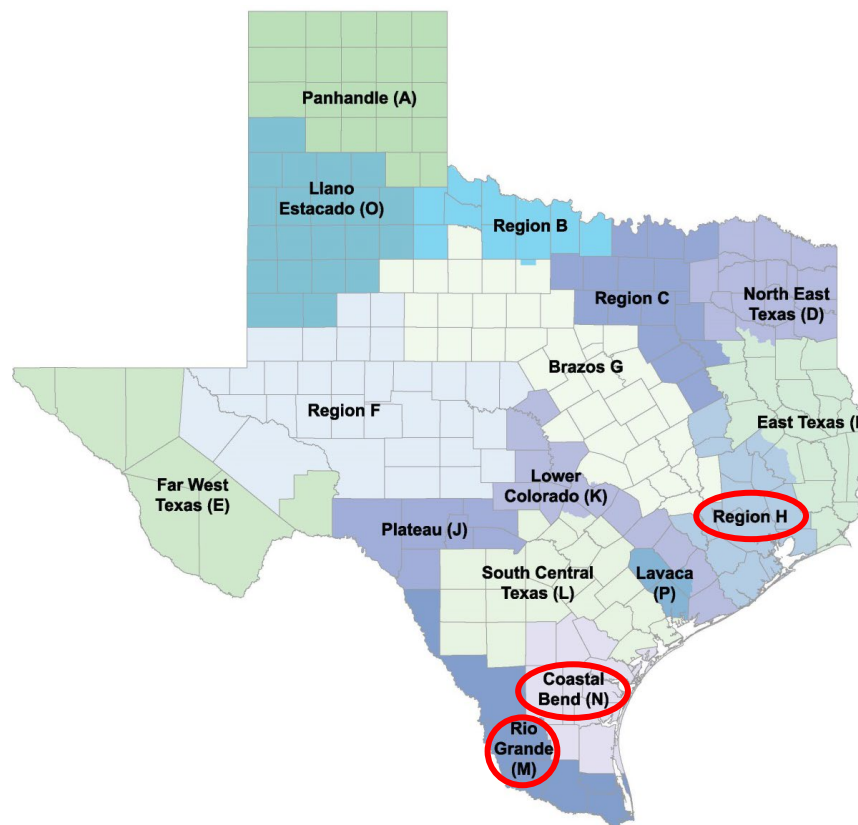 Panhandle (A)
Llano
Estacado (O)
Region B
Region C
North East
Texas (D)
Brazos G
Region F
East Texas (
Far West
Texas (E)
Lower
Colorado (K)
Region H
Plateau (J)
South Central
Texas (L)
Lavaca
(P)
Coastal
Bend (N)
Rio
Grande
(M)